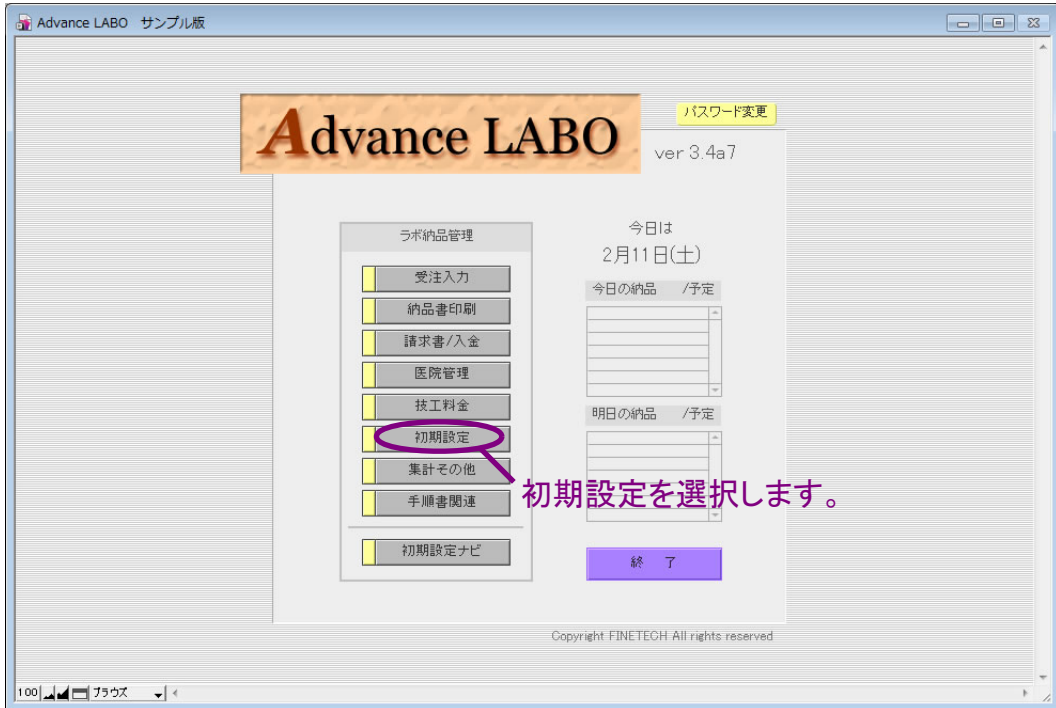 Advance LABO サンプル版
パスワード変更
Advance LABO
ver 3.4a7
ラボ納品管理
受注入力
納品書印刷
請求書/入金
医院管理
技工料金
初期設定
集計その他
手順書関連
初期設定ナビ
今日は
2月11日(土)
今日の納品 /予定
明日の納品 /予定
初期設定を選択します。
終 了
Copyright FINETECH All rights reserved
100 ブラウズ